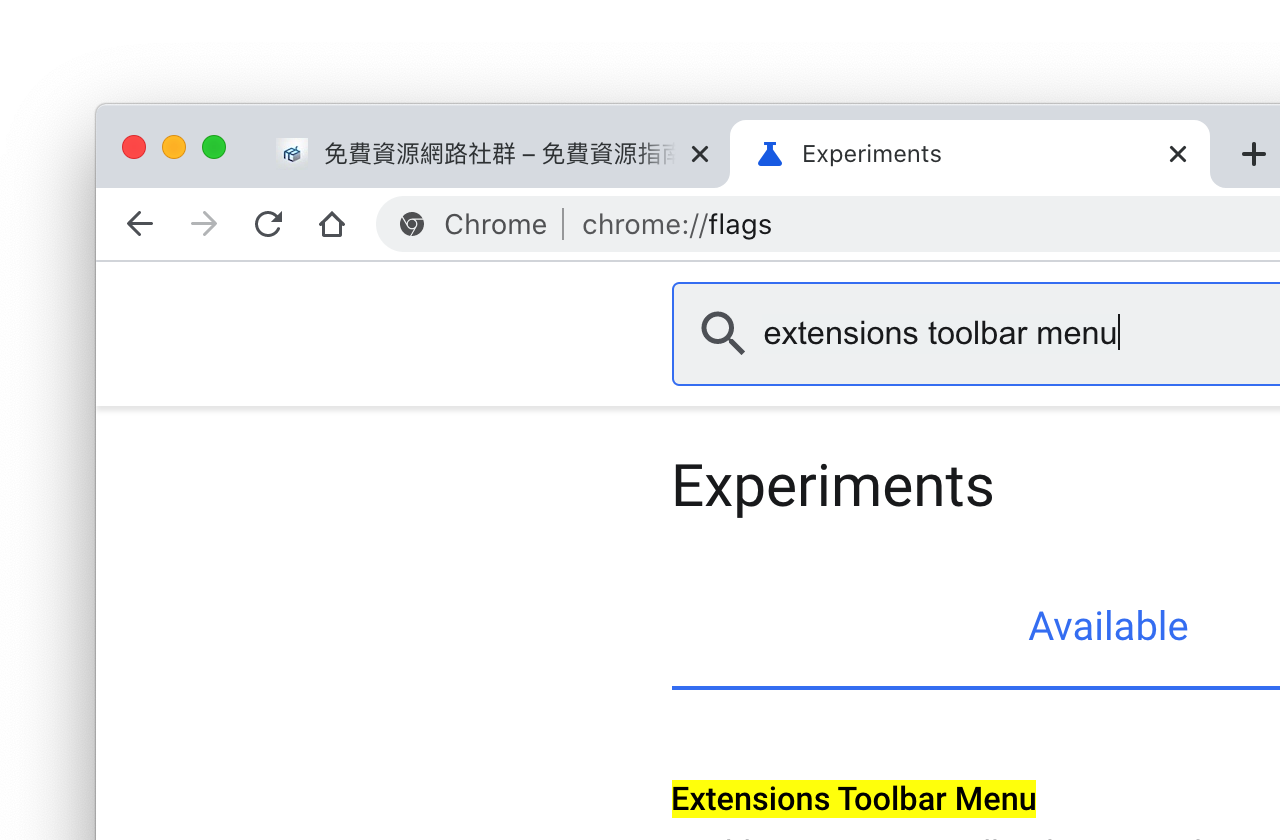 免費資源網路社群 – 免費資源指南
Experiments
Chrome
chrome://flags
extensions toolbar menu
Experiments
Available
Extensions Toolbar Menu